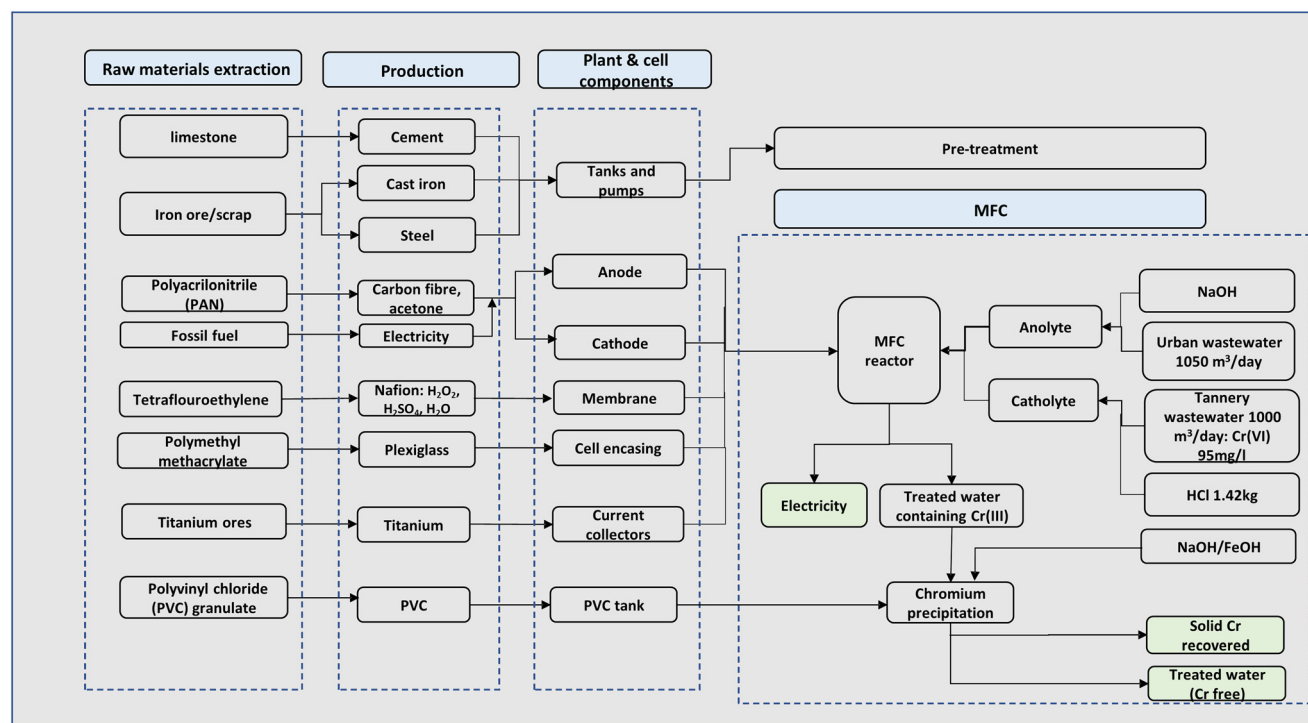 Raw materials extraction
Production
Plant & cell
components
limestone
Cement
Iron ore/scrap
Cast iron
Steel
Tanks and
pumps
Pre-treatment
MFC
Polyacrilonitrile
(PAN)
Carbon fibre,
acetone
Fossil fuel
Electricity
Anode
Cathode
Tetraflouroethylene
Nafion: H₂O₂,
H₂SO₄, H₂O
Membrane
Polymethyl
methacrylate
Plexiglass
Cell encasing
Titanium ores
Titanium
Current
collectors
Polyvinyl chloride
(PVC) granulate
PVC
PVC tank
MFC
reactor
Anolyte
Catholyte
NaOH
Urban wastewater
1050 m³/day
Tannery
wastewater 1000
m³/day: Cr(VI)
95mg/l
HCl 1.42kg
Electricity
Treated water
containing Cr(III)
NaOH/FeOH
Chromium
precipitation
Solid Cr
recovered
Treated water
(Cr free)